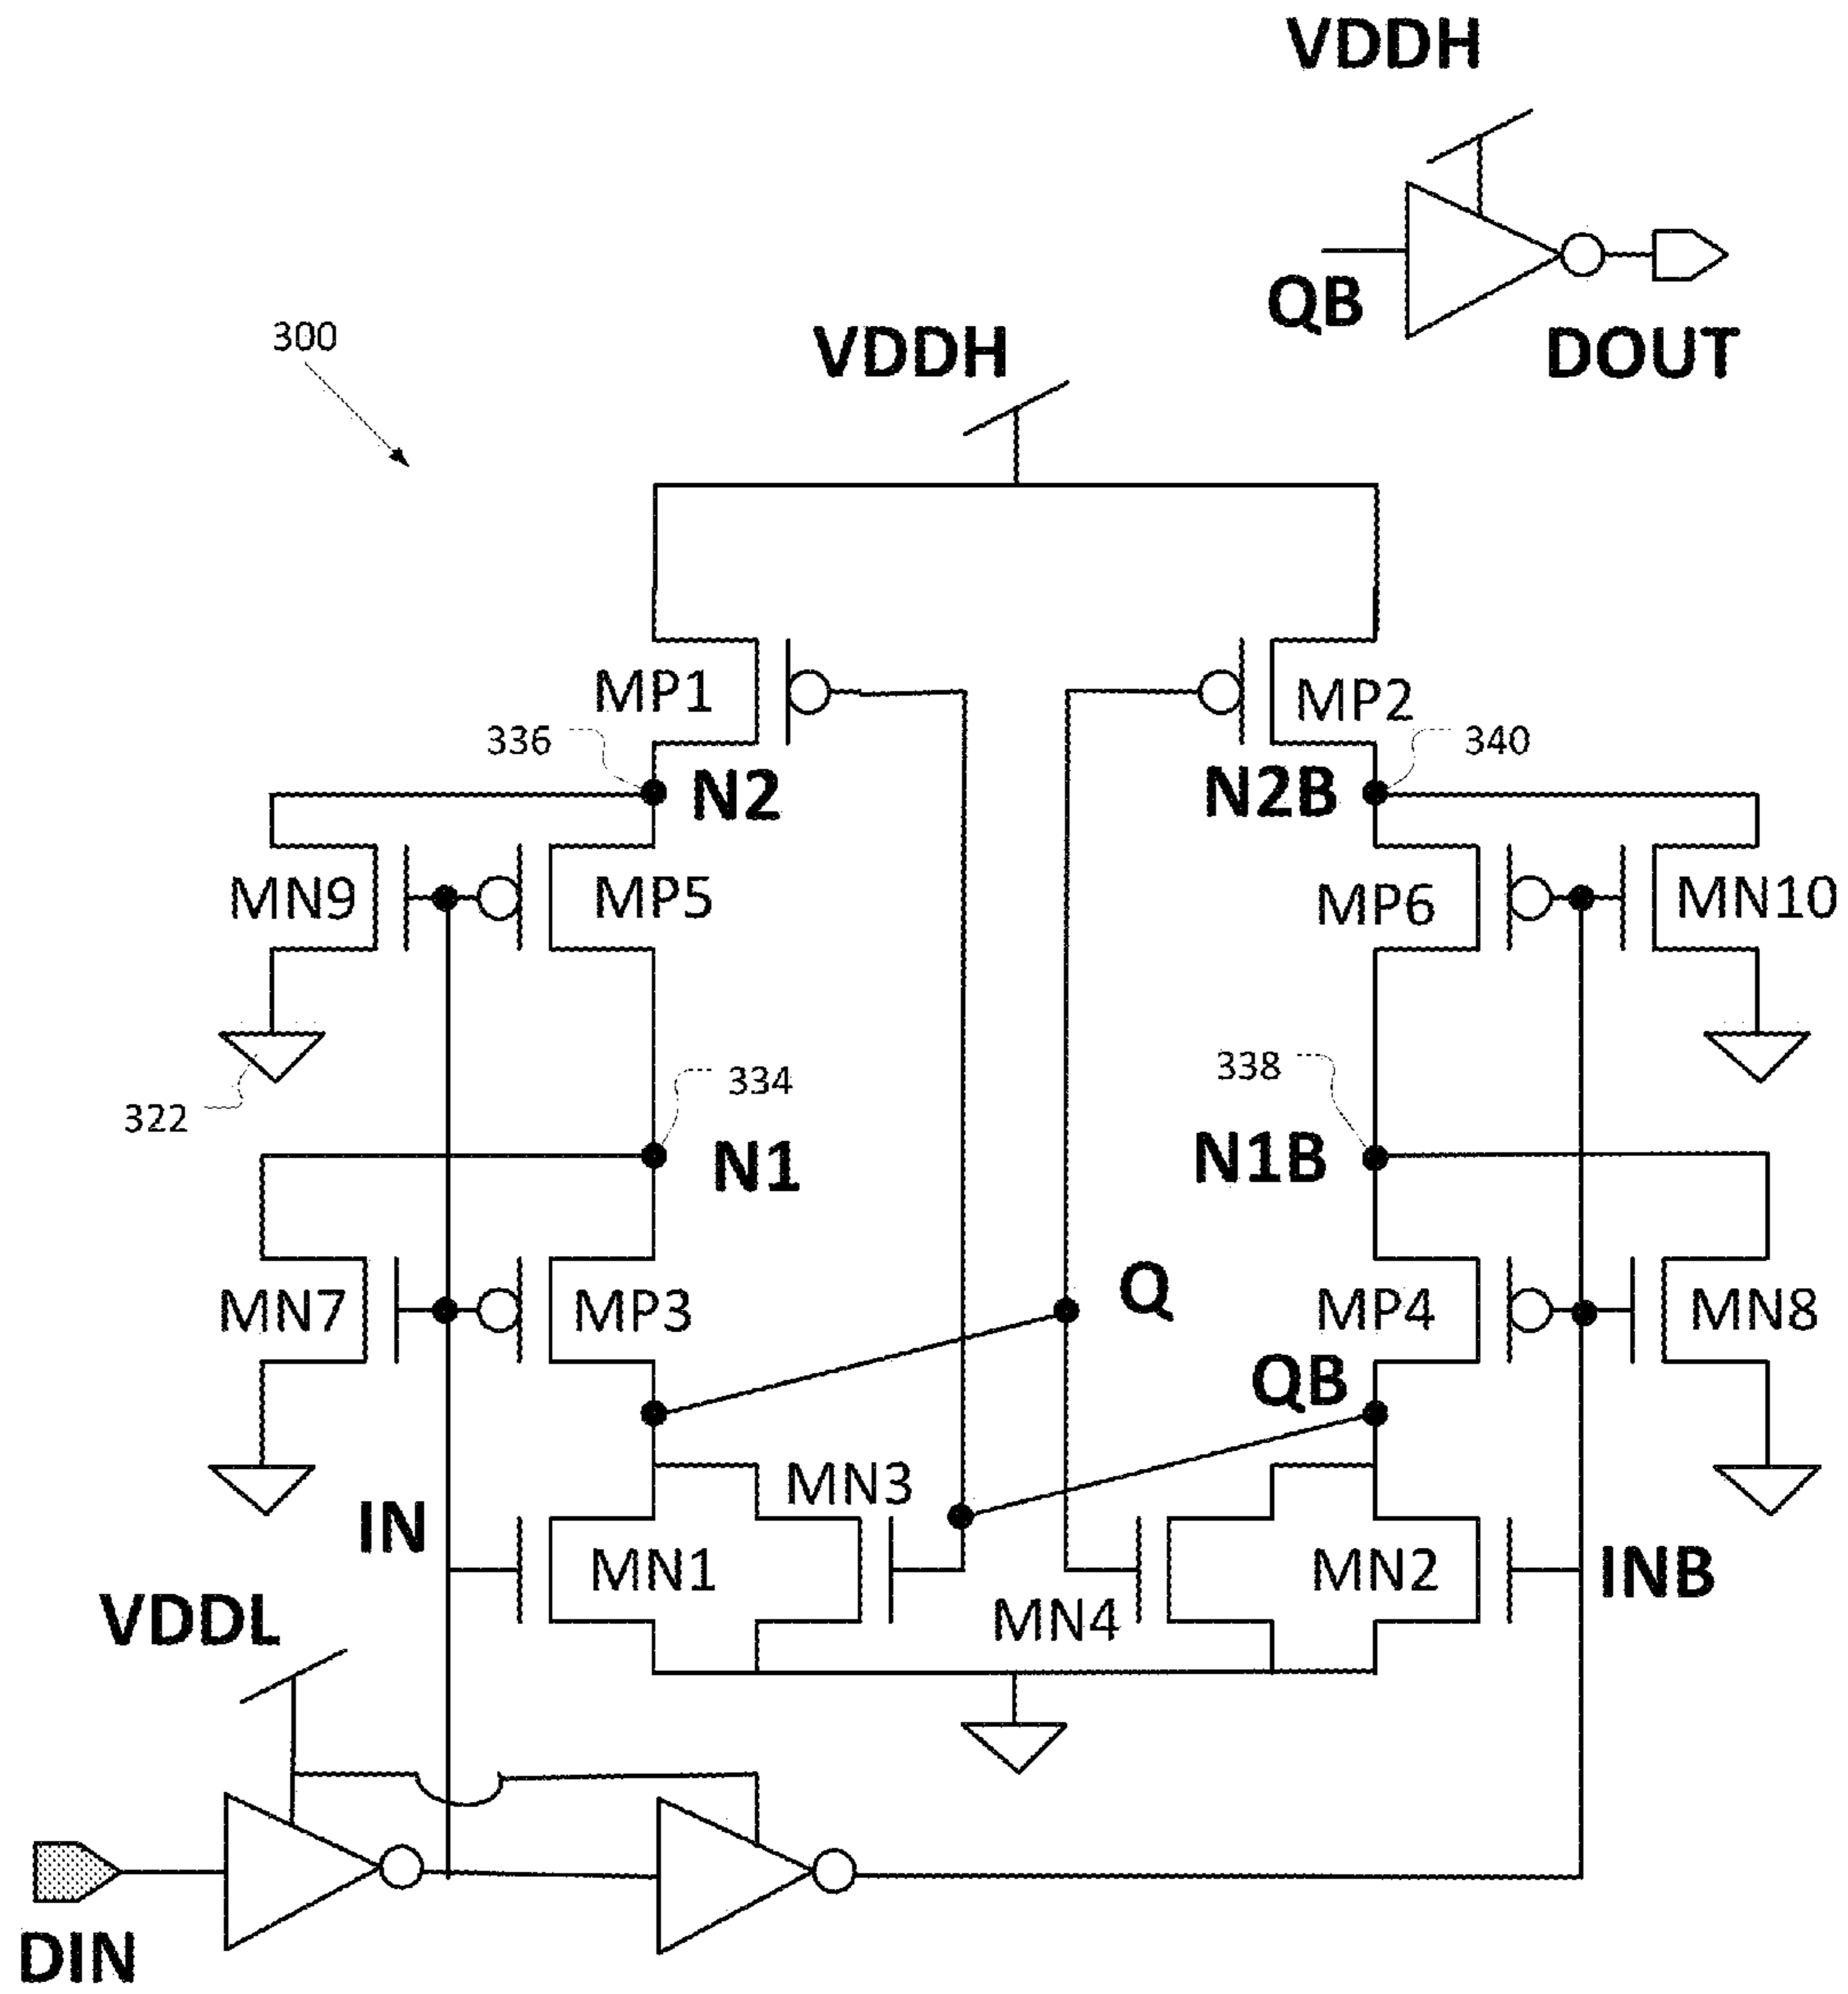 VDDH
QB
DOUT
300
VDDH
MP1
MP2
336
340
N2
N2B
MN9
MP5
MP6
MN10
322
334
338
N1
N1B
MN7
MP3
Q
MP4
MN8
QB
MN3
IN
MN1
MN4
MN2
INB
VDDL
DIN